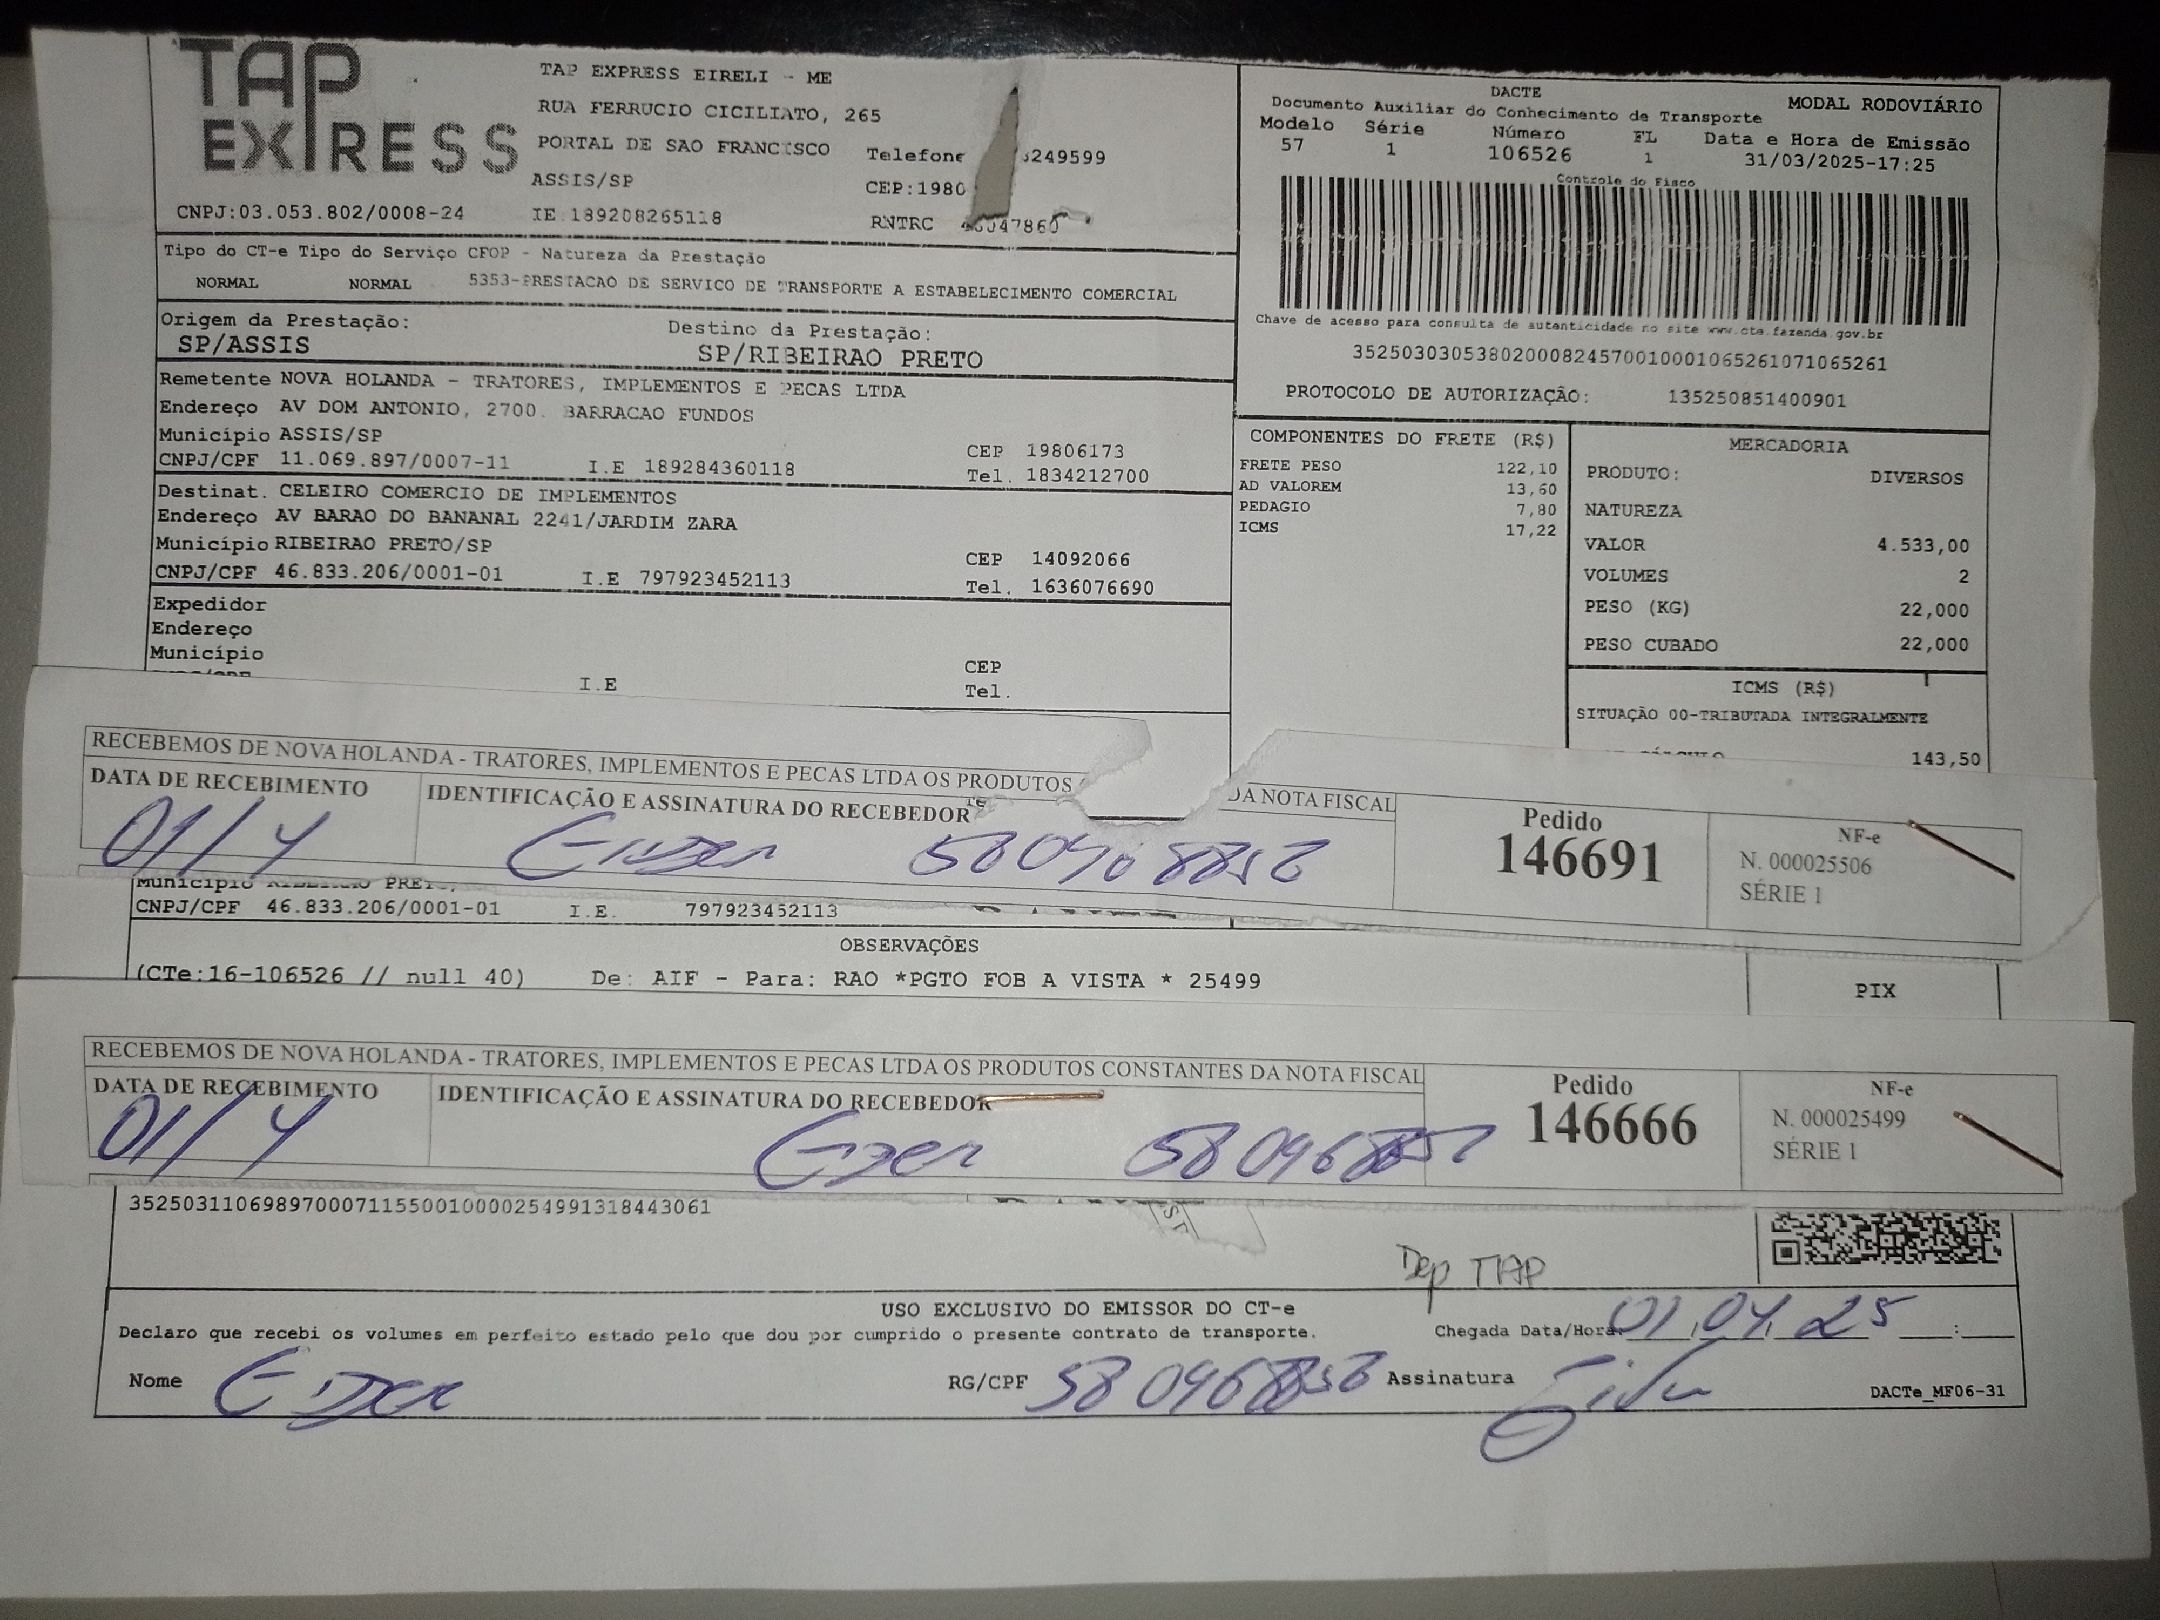 TAP EXPRESS
TAP EXPRESS EIRELI - ME
RUA FERRUCIO CICILIATO, 265
PORTAL DE SAO FRANCISCO Telefone 249599
ASSIS/SP CEP:1980
CNPJ:03.053.802/0008-24 IE 189208265118 RNTRC 47860
DACTE MODAL RODOVIÁRIO
Documento Auxiliar do Conhecimento de Transporte
Modelo Série Número FL Data e Hora de Emissão
57 1 106526 1 31/03/2025-17:25
Controle do Fisco
Chave de acesso para consulta de autenticidade no site www.cte.fazenda.gov.br
35250303053802000824570010001065261071065261
PROTOCOLO DE AUTORIZAÇÃO: 135250851400901
Tipo do CT-e Tipo do Serviço CFOP - Natureza da Prestação
NORMAL NORMAL 5353-PRESTACAO DE SERVICO DE TRANSPORTE A ESTABELECIMENTO COMERCIAL
Origem da Prestação: Destino da Prestação:
SP/ASSIS SP/RIBEIRAO PRETO
Remetente NOVA HOLANDA - TRATORES, IMPLEMENTOS E PECAS LTDA
Endereço AV DOM ANTONIO, 2700. BARRACAO FUNDOS
Município ASSIS/SP CEP 19806173
CNPJ/CPF 11.069.897/0007-11 I.E 189284360118 Tel. 1834212700
Destinat. CELEIRO COMERCIO DE IMPLEMENTOS
Endereço AV BARAO DO BANANAL 2241/JARDIM ZARA
Município RIBEIRAO PRETO/SP CEP 14092066
CNPJ/CPF 46.833.206/0001-01 I.E 797923452113 Tel. 1636076690
Expedidor
Endereço
Município CEP
I.E Tel.
COMPONENTES DO FRETE (R$)
FRETE PESO 122,10
AD VALOREM 13,60
PEDAGIO 7,80
ICMS 17,22
MERCADORIA
PRODUTO: DIVERSOS
NATUREZA
VALOR 4.533,00
VOLUMES 2
PESO (KG) 22,000
PESO CUBADO 22,000
ICMS (R$)
SITUAÇÃO 00-TRIBUTADA INTEGRALMENTE
143,50
RECEBEMOS DE NOVA HOLANDA - TRATORES, IMPLEMENTOS E PECAS LTDA OS PRODUTOS DA NOTA FISCAL
DATA DE RECEBIMENTO IDENTIFICAÇÃO E ASSINATURA DO RECEBEDOR Pedido NF-e
01/4 146691 N. 000025506
SÉRIE 1
Município
CNPJ/CPF 46.833.206/0001-01 I.E. 797923452113
OBSERVAÇÕES
(CTe:16-106526 // null 40) De: AIF - Para: RAO *PGTO FOB A VISTA * 25499 PIX
RECEBEMOS DE NOVA HOLANDA - TRATORES, IMPLEMENTOS E PECAS LTDA OS PRODUTOS CONSTANTES DA NOTA FISCAL
DATA DE RECEBIMENTO IDENTIFICAÇÃO E ASSINATURA DO RECEBEDOR Pedido NF-e
01/4 146666 N. 000025499
SÉRIE 1
35250311069897000711550010000254991318443061
Dep TAP
USO EXCLUSIVO DO EMISSOR DO CT-e
Declaro que recebi os volumes em perfeito estado pelo que dou por cumprido o presente contrato de transporte. Chegada Data/Hora: 01,04,25
Nome RG/CPF Assinatura DACTe_MF06-31